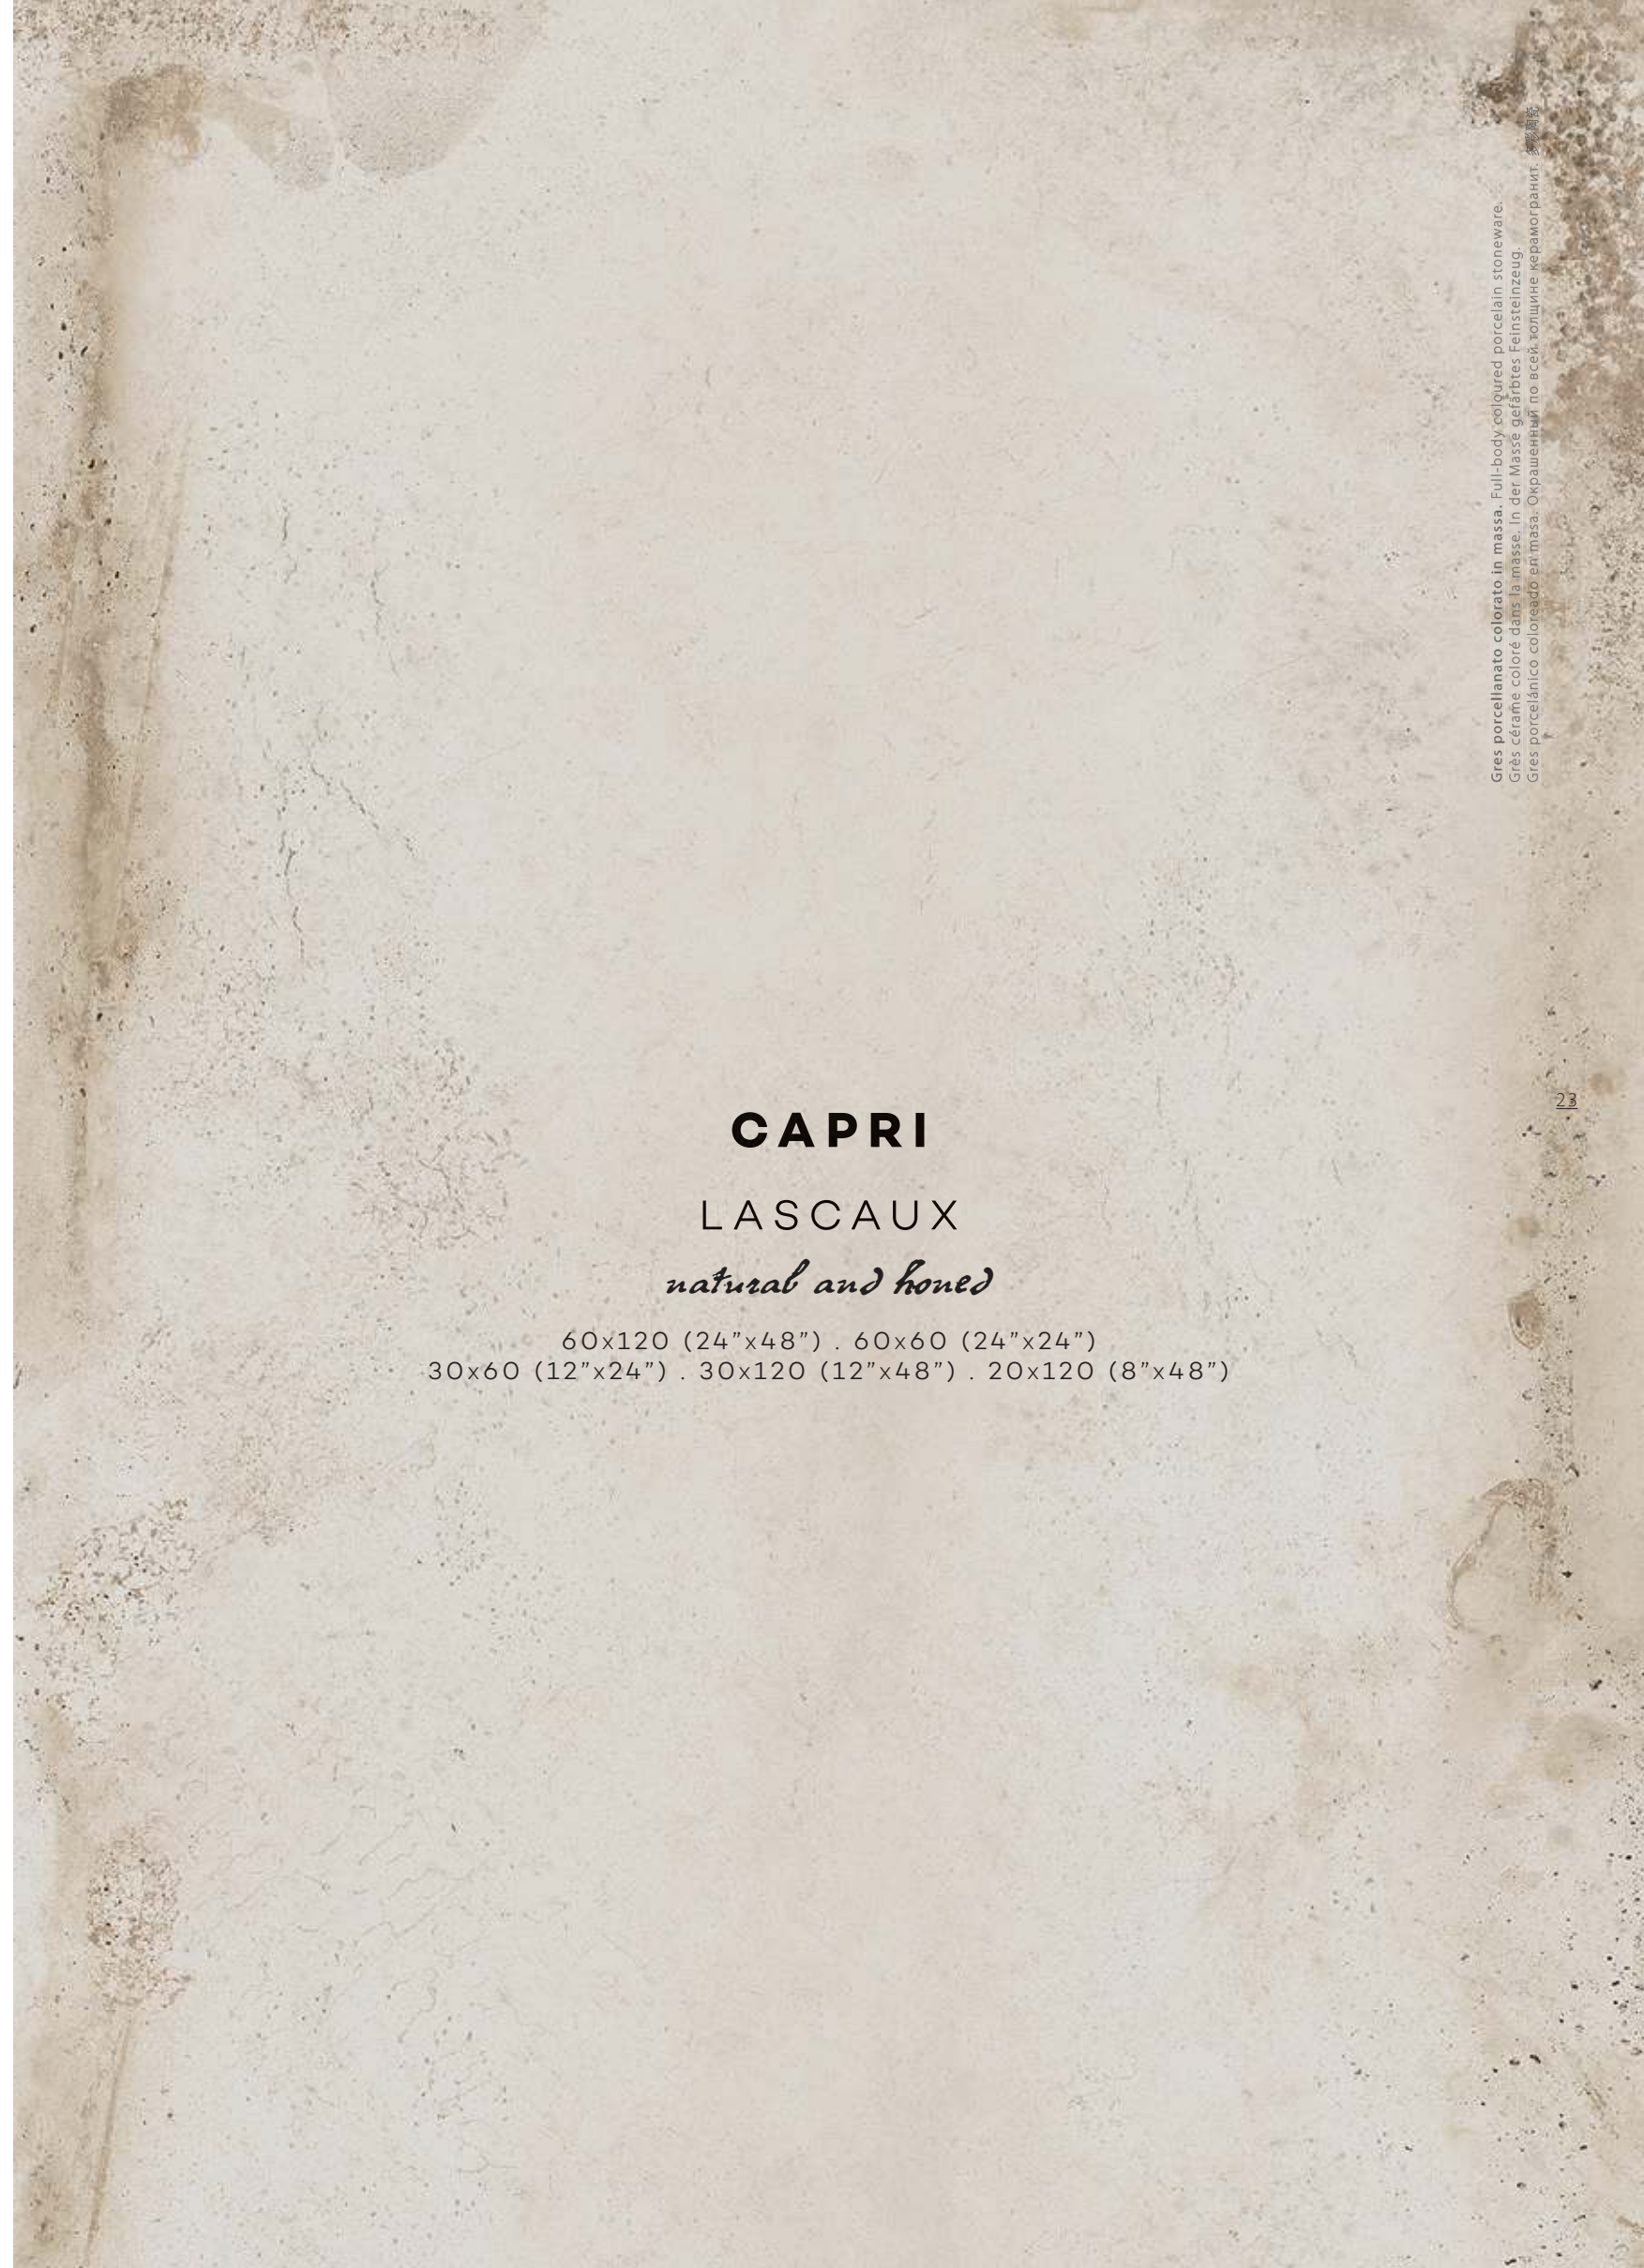 Gres porcellanato colorato in massa. Full-body coloured porcelain stoneware.
Grès cérame coloré dans la masse. In der Masse gefärbtes Feinsteinzeug.
Gres porcelánico coloreado en masa. Окрашенный по всей толщине керамогранит.
23
CAPRI
LASCAUX
natural and honed
60x120 (24”x48”) . 60x60 (24”x24”)
30x60 (12”x24”) . 30x120 (12”x48”) . 20x120 (8”x48”)